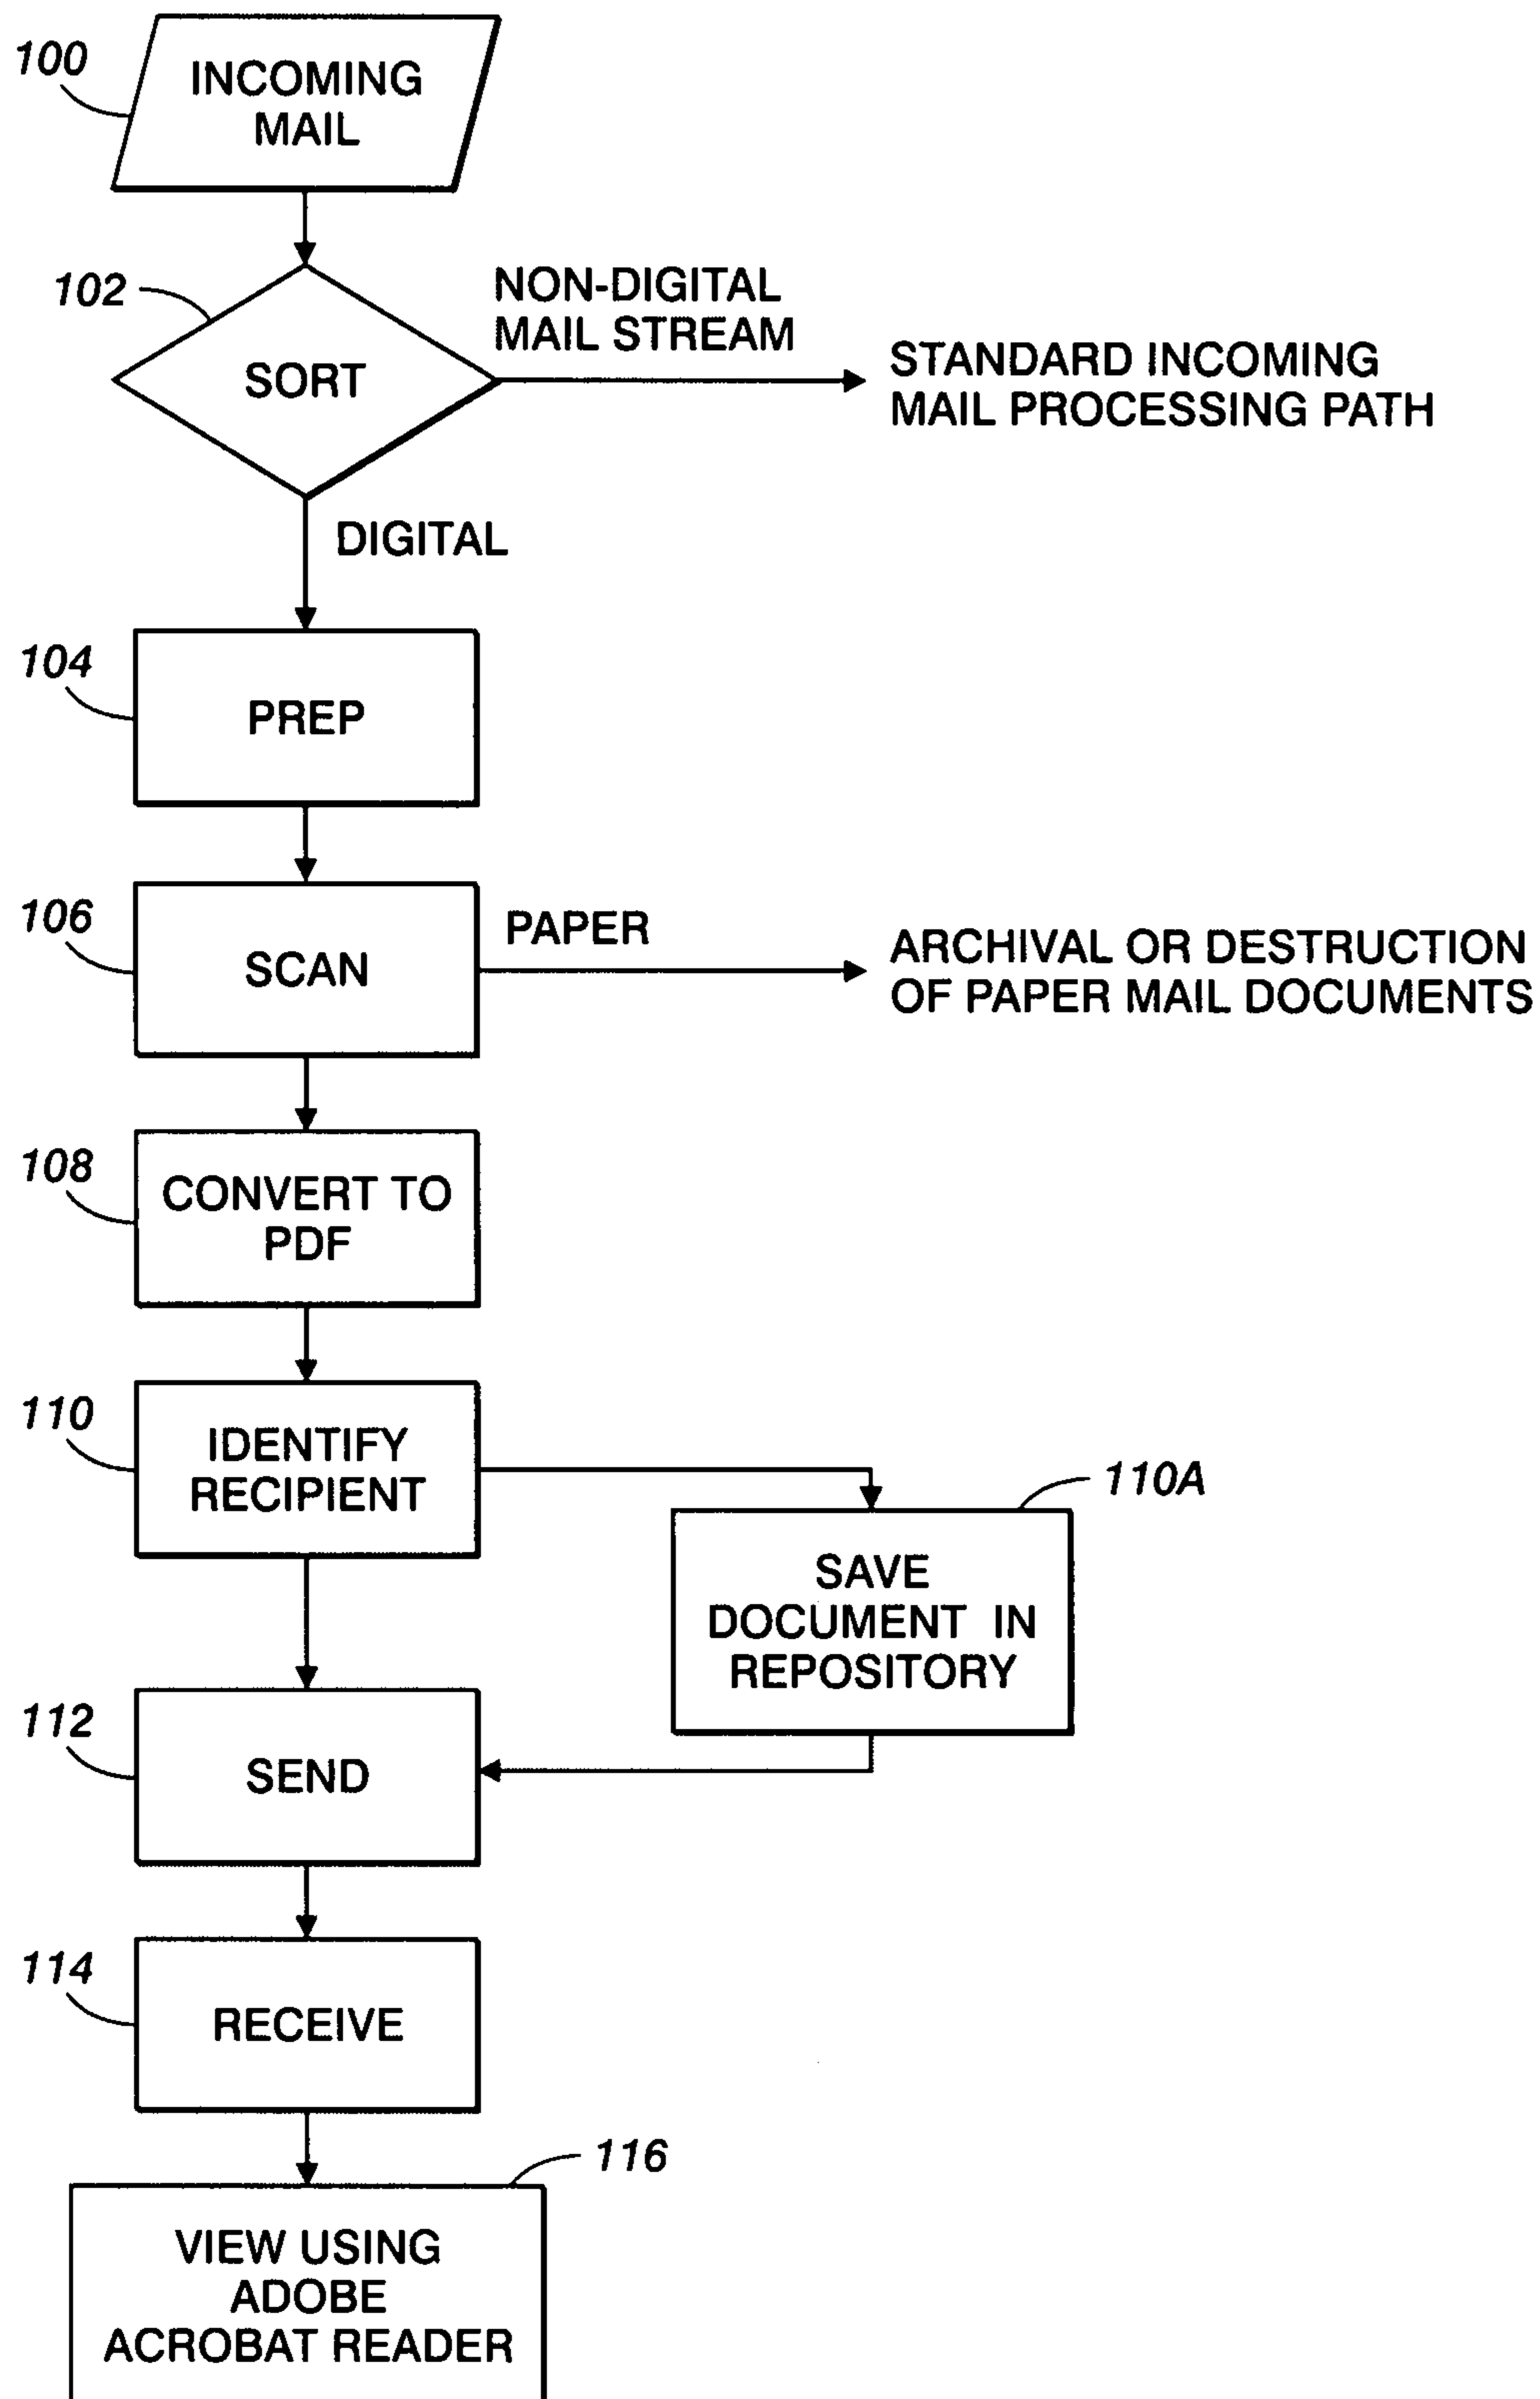 100
INCOMING
MAIL
102
NON-DIGITAL
MAIL STREAM
SORT
STANDARD INCOMING
MAIL PROCESSING PATH
DIGITAL
104
PREP
106
PAPER
SCAN
ARCHIVAL OR DESTRUCTION
OF PAPER MAIL DOCUMENTS
108
CONVERT TO
PDF
110
IDENTIFY
RECIPIENT
110A
SAVE
DOCUMENT IN
REPOSITORY
112
SEND
114
RECEIVE
116
VIEW USING
ADOBE
ACROBAT READER